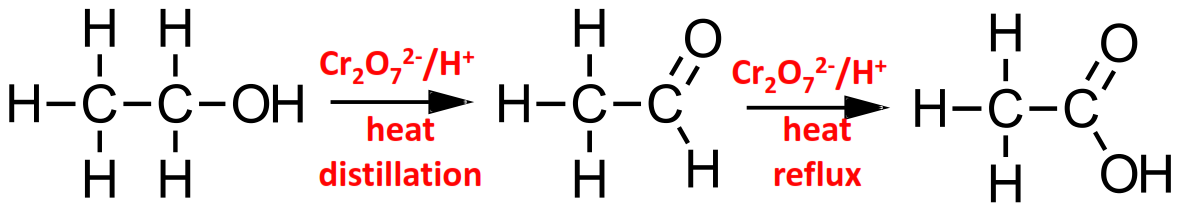 H H H O H O
Cr₂O₇²⁻/H⁺ Cr₂O₇²⁻/H⁺
H C C OH H C C H C C
heat heat
distillation reflux
H H H H H OH